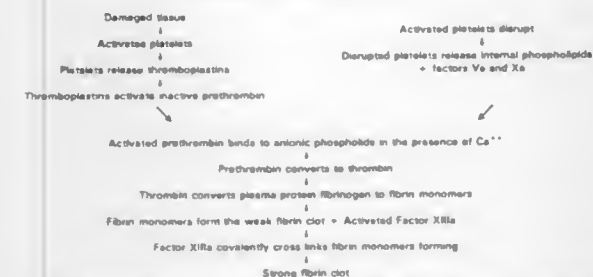 Damaged tissue
Activates platelets
Platelets release thromboplastins
Thromboplastins activate inactive prothrombin
Activated platelets disrupt
Disrupted platelets release internal phospholipids
+ factors Va and Xa
Activated prothrombin binds to anionic phospholipids in the presence of Ca++
Prothrombin converts to thrombin
Thrombin converts plasma protein fibrinogen to fibrin monomers
Fibrin monomers form the weak fibrin clot + Activated Factor XIIIa
Factor XIIIa covalently cross links fibrin monomers forming
Strong fibrin clot